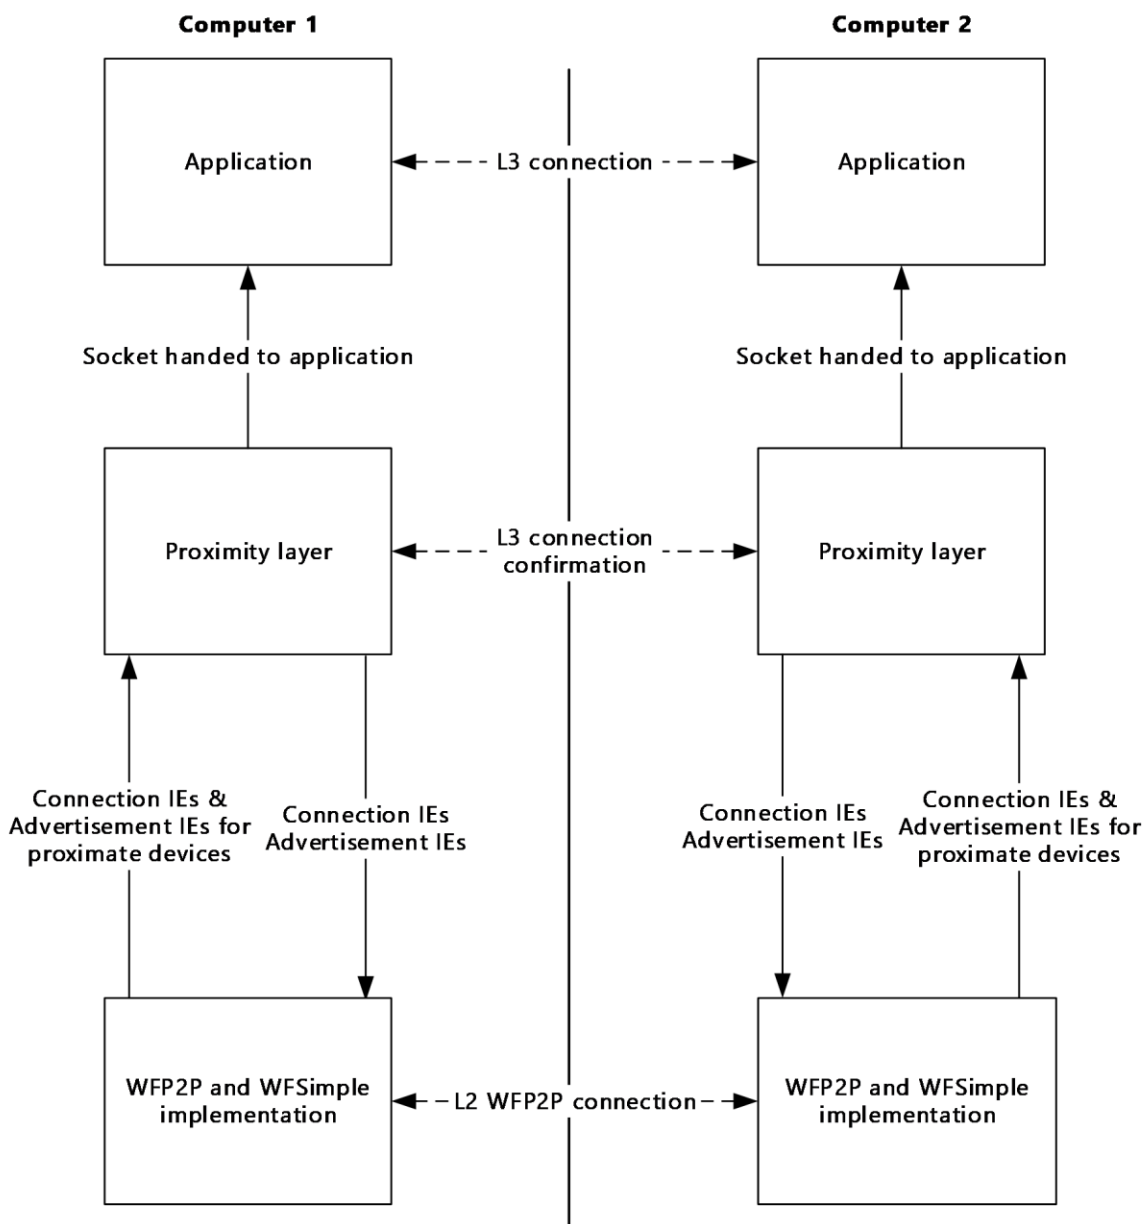 Computer 1
Computer 2
Application
L3 connection
Application
Socket handed to application
Socket handed to application
Proximity layer
L3 connection
confirmation
Proximity layer
Connection IEs &
Advertisement IEs for
proximate devices
Connection IEs
Advertisement IEs
Connection IEs
Advertisement IEs
Connection IEs &
Advertisement IEs for
proximate devices
WFP2P and WFSimple
implementation
L2 WFP2P connection
WFP2P and WFSimple
implementation